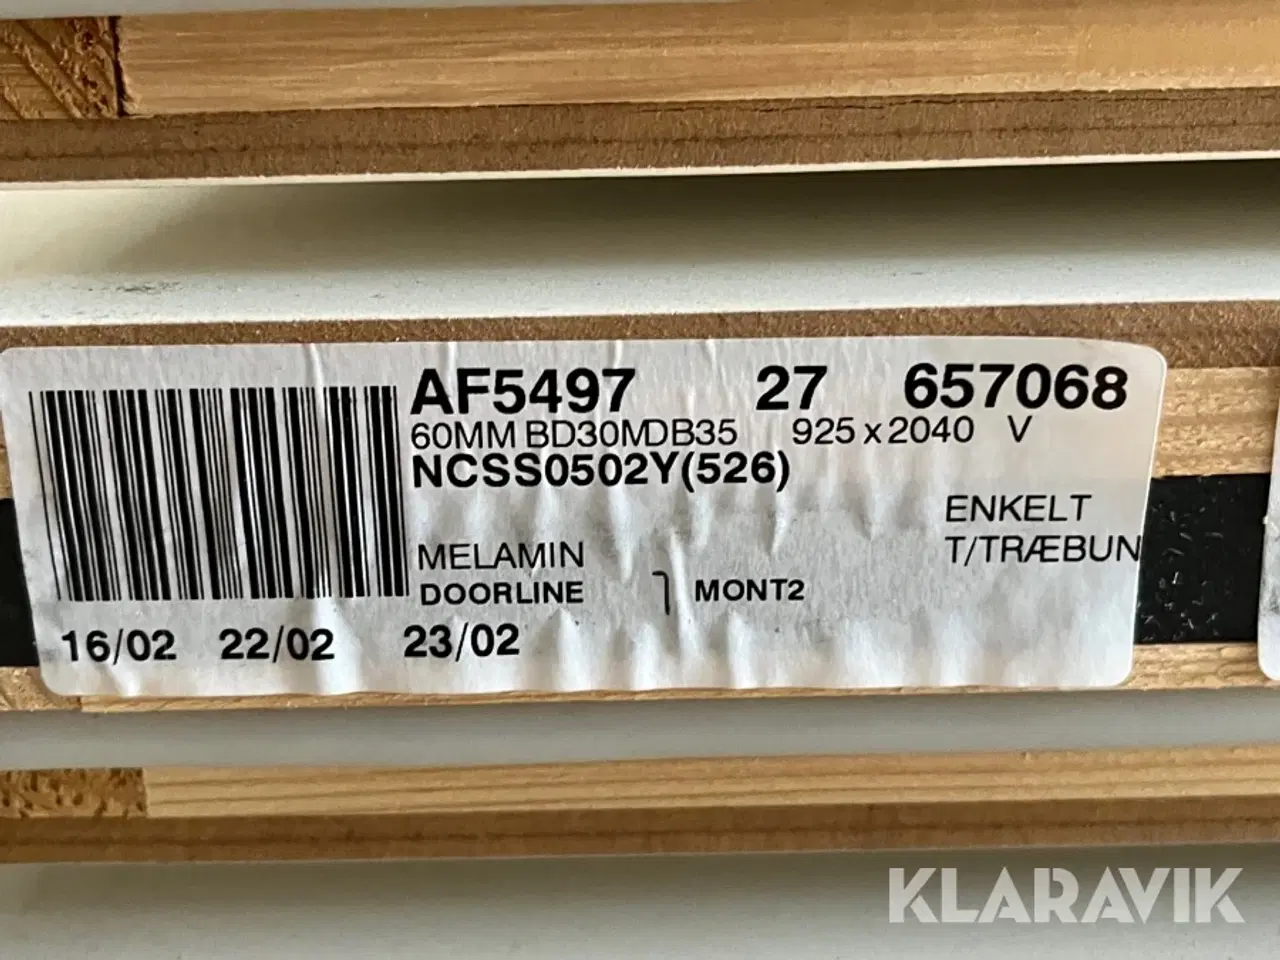 AF5497 27 657068
60MM BD30MDB35 925 x 2040 V
NCSS0502Y(526)
ENKELT
MELAMIN T/TRÆBUN
DOORLINE MONT2
16/02 22/02 23/02
KLARAVIK